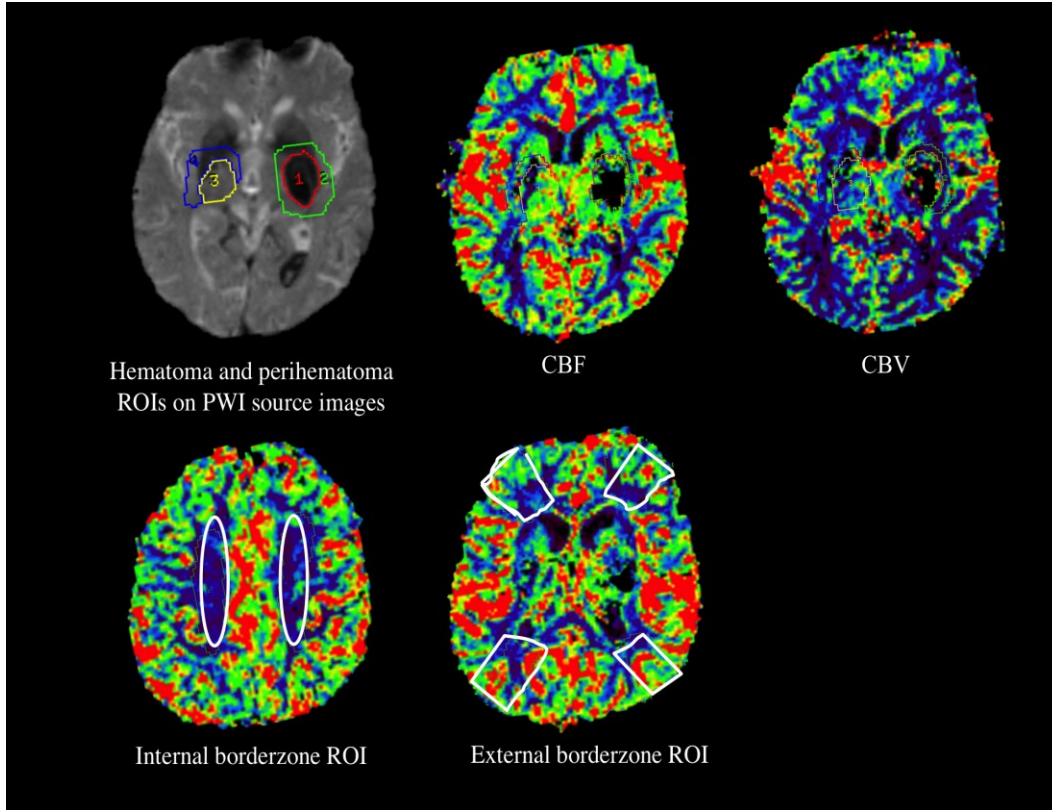 4
3
1
2
Hematoma and perihematoma
ROIs on PWI source images
CBF
CBV
Internal borderzone ROI
External borderzone ROI